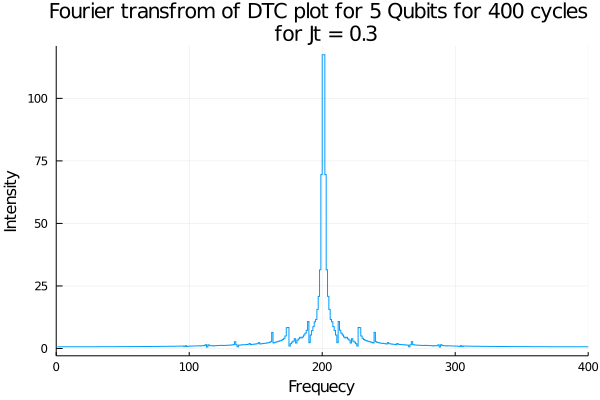 Fourier transfrom of DTC plot for 5 Qubits for 400 cycles
for Jt = 0.3
Intensity
100
75
50
25
0
0 100 200 300 400
Frequecy